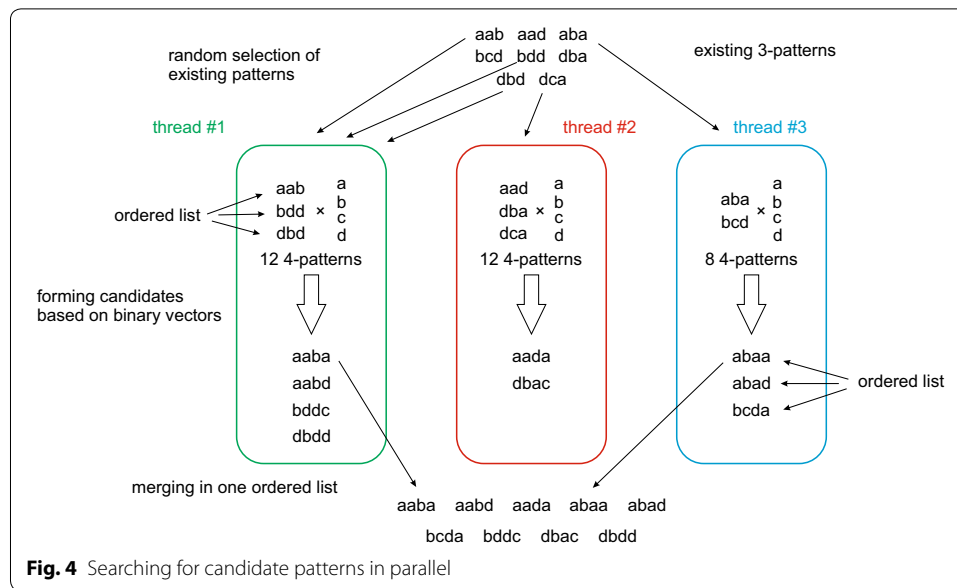 aab aad aba
bcd bdd dba
dbd dca
random selection of
existing patterns
existing 3-patterns
thread #1
thread #2
thread #3
ordered list
aab
bdd
dbd
×
a
b
c
d
12 4-patterns
aad
dba
dca
×
a
b
c
d
12 4-patterns
aba
bcd
×
a
b
c
d
8 4-patterns
forming candidates
based on binary vectors
aaba
aabd
bddc
dbdd
aada
dbac
abaa
abad
bcda
ordered list
merging in one ordered list
aaba aabd aada abaa abad
bcda bddc dbac dbdd
Fig. 4 Searching for candidate patterns in parallel